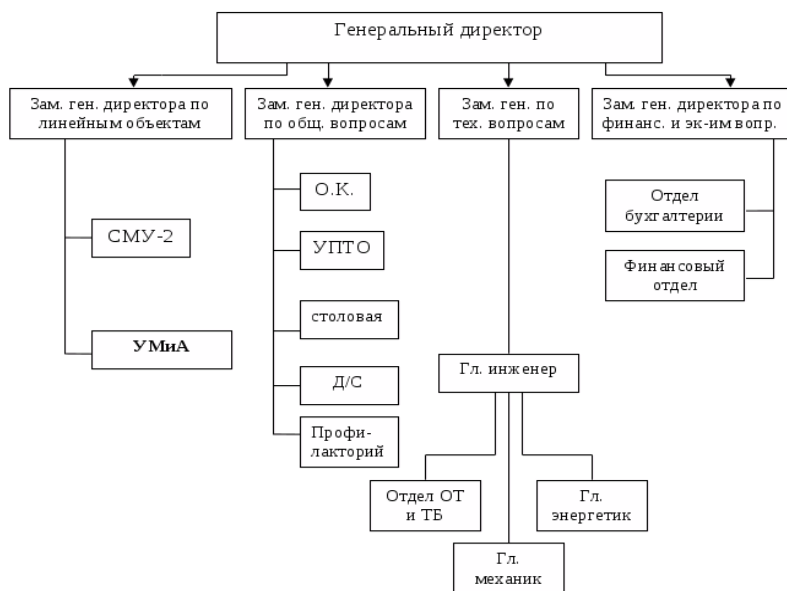 Генеральный директор
Зам. ген. директора по
линейным объектам
Зам. ген. директора
по общ. вопросам
Зам. ген. по
тех. вопросам
Зам. ген. директора по
финанс. и эк-им вопр.
СМУ-2
УМиА
О.К.
УПТО
столовая
Д/С
Профи-
лакторий
Гл. инженер
Отдел ОТ
и ТБ
Гл.
механик
Гл.
энергетик
Отдел
бухгалтерии
Финансовый
отдел